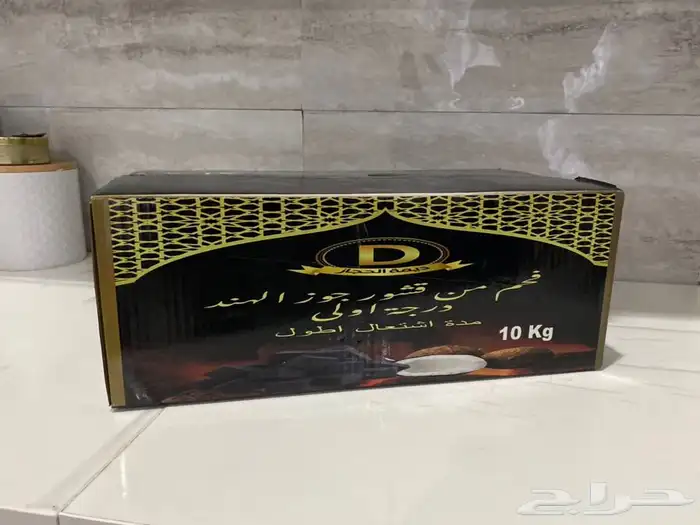 D
ديمة الحجاز
فحم من قشور جوز الهند
درجة اولى
مدة اشتعال اطول
10 Kg
حراج